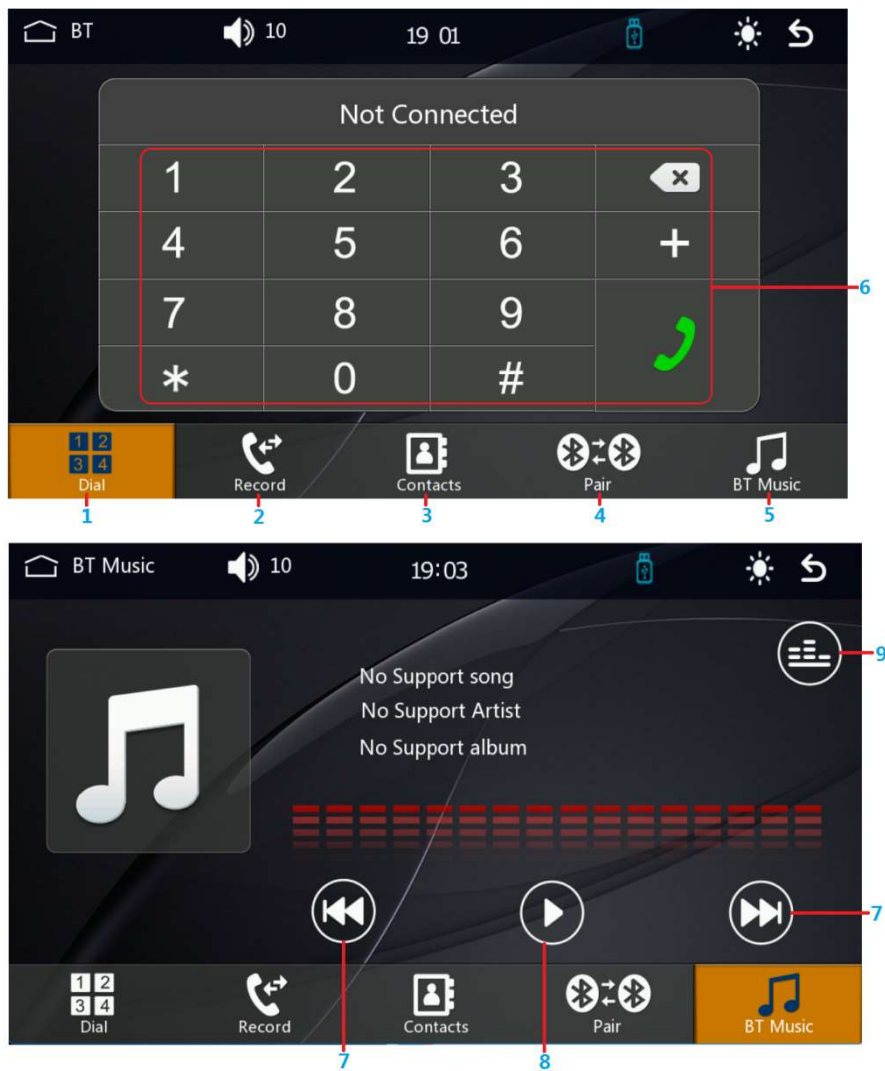 BT 10 19 01
Not Connected
1 2 3
4 5 6 +
6
7 8 9
* 0 #
1 2
3 4
Dial Record Contacts Pair BT Music
1 2 3 4 5
BT Music 10 19:03
9
No Support song
No Support Artist
No Support album
7
1 2
3 4
Dial Record Contacts Pair BT Music
7 8